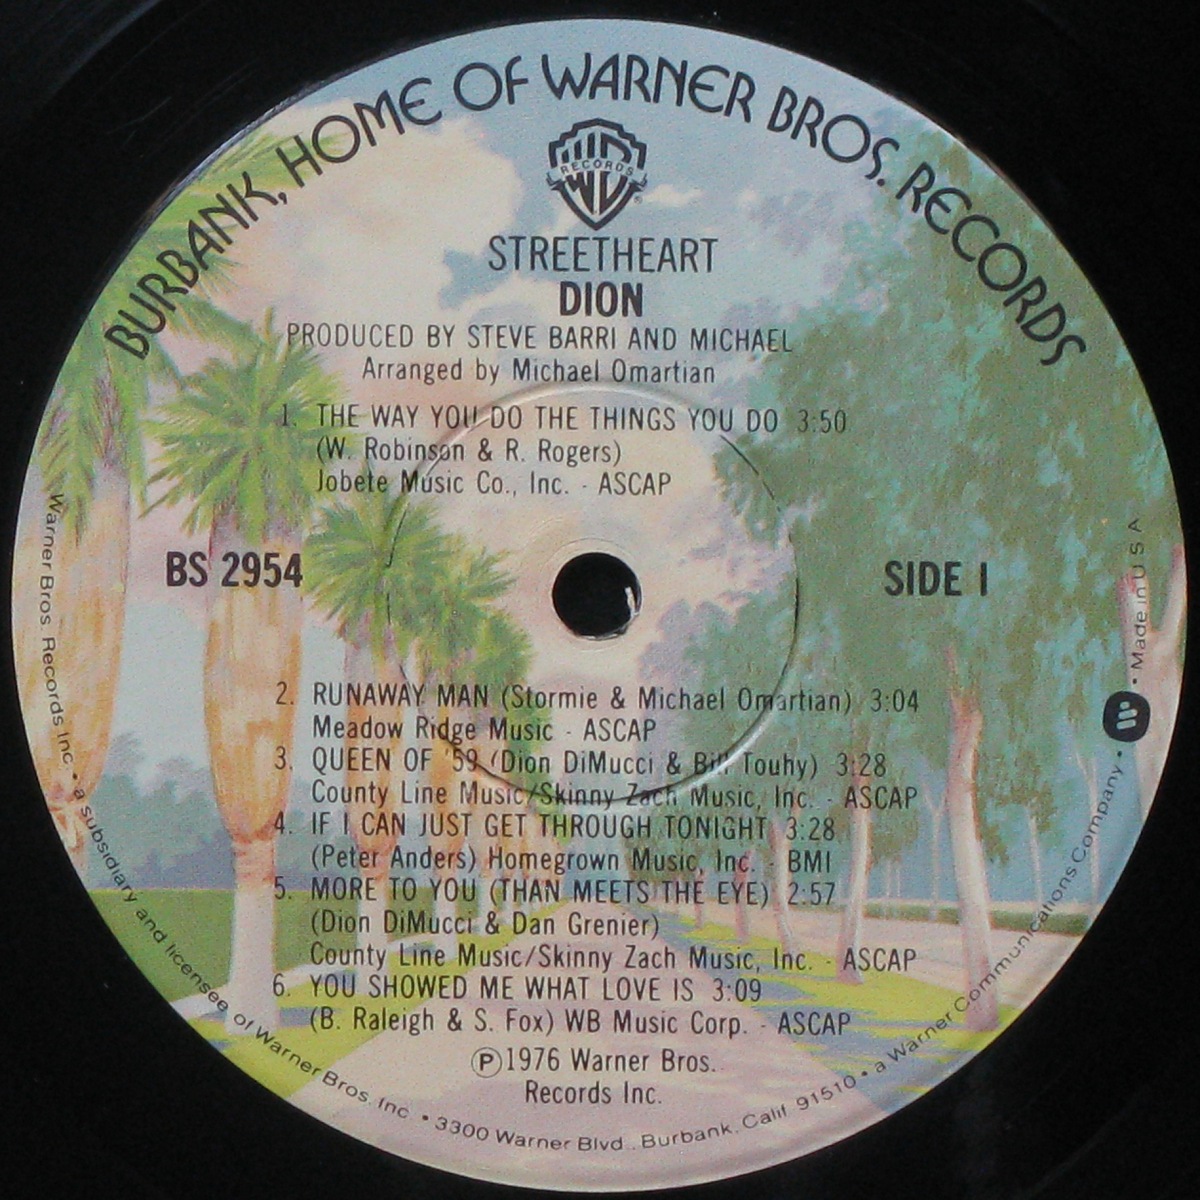 BURBANK, HOME OF WARNER BROS. RECORDS
WB
RECORDS
®
STREETHEART
DION
PRODUCED BY STEVE BARRI AND MICHAEL
Arranged by Michael Omartian
1. THE WAY YOU DO THE THINGS YOU DO 3:50
(W. Robinson & R. Rogers)
Jobete Music Co., Inc. - ASCAP
BS 2954
SIDE I
2. RUNAWAY MAN (Stormie & Michael Omartian) 3:04
Meadow Ridge Music - ASCAP
3. QUEEN OF '59 (Dion DiMucci & Bill Touhy) 3:28
County Line Music/Skinny Zach Music, Inc. - ASCAP
4. IF I CAN JUST GET THROUGH TONIGHT 3:28
(Peter Anders) Homegrown Music, Inc. - BMI
5. MORE TO YOU (THAN MEETS THE EYE) 2:57
(Dion DiMucci & Dan Grenier)
County Line Music/Skinny Zach Music, Inc. - ASCAP
6. YOU SHOWED ME WHAT LOVE IS 3:09
(B. Raleigh & S. Fox) WB Music Corp. - ASCAP
Ⓟ1976 Warner Bros.
Records Inc.
Warner Bros. Records Inc. • a subsidiary and licensee of Warner Bros. Inc • 3300 Warner Blvd., Burbank, Calif. 91510 • a Warner Communications Company • W • Made in U S A